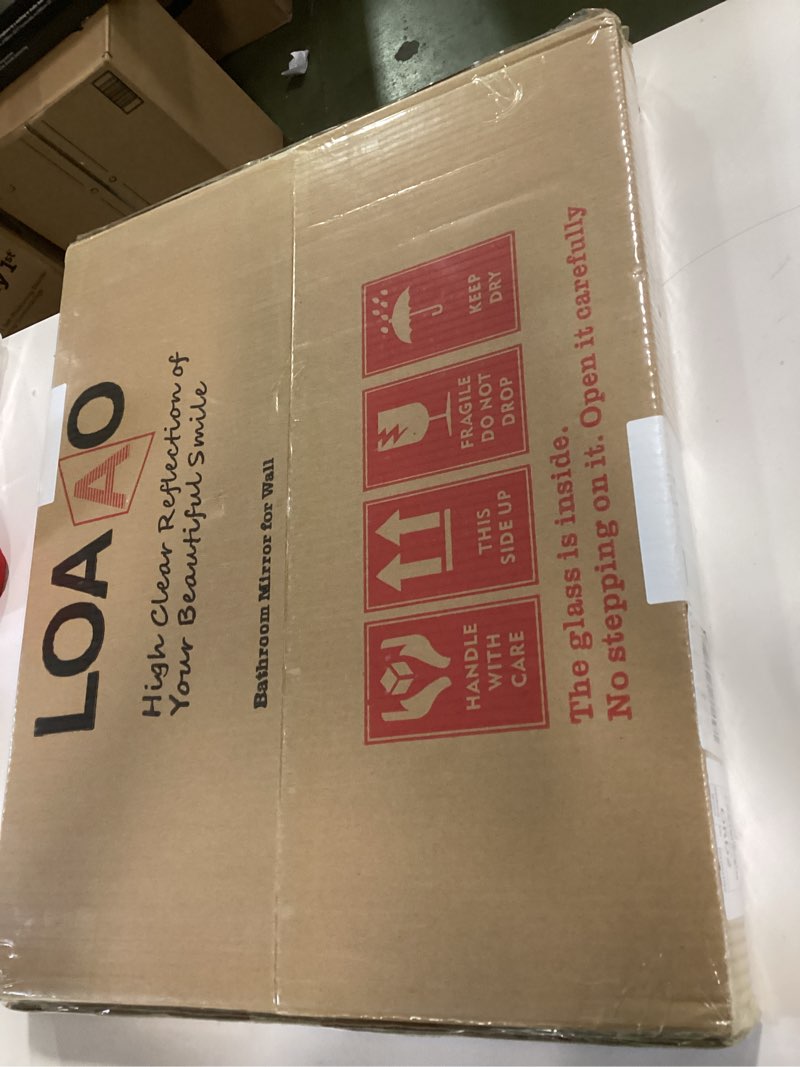 LOAAO
High Clear Reflection of
Your Beautiful Smile
Bathroom Mirror for Wall
HANDLE
WITH
CARE
THIS
SIDE UP
FRAGILE
DO NOT
DROP
KEEP
DRY
The glass is inside.
No stepping on it. Open it carefully